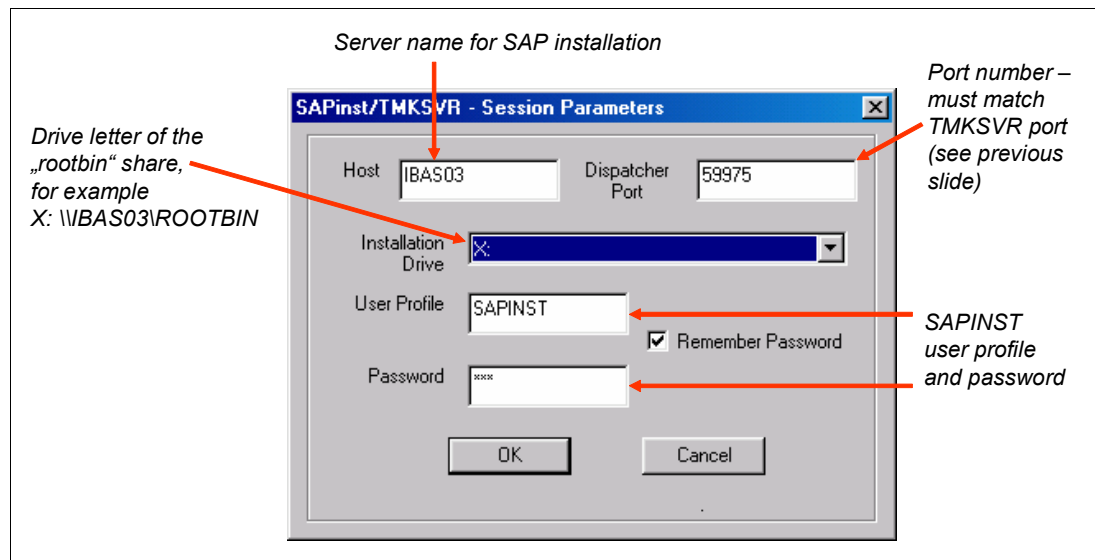 Server name for SAP installation
Port number –
must match
TMKSVR port
(see previous
slide)
Drive letter of the
„rootbin“ share,
for example
X: \\IBAS03\ROOTBIN
SAPinst/TMKSVR - Session Parameters
Host
IBAS03
Dispatcher
Port
59975
Installation
Drive
X:
User Profile
SAPINST
Remember Password
Password
***
SAPINST
user profile
and password
OK
Cancel